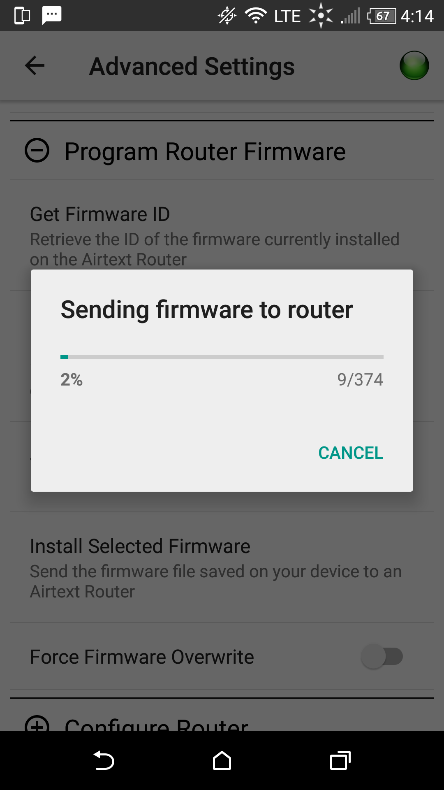 LTE 67 4:14
Advanced Settings
Program Router Firmware
Get Firmware ID
Retrieve the ID of the firmware currently installed
on the Airtext Router
Sending firmware to router
2% 9/374
CANCEL
Install Selected Firmware
Send the firmware file saved on your device to an
Airtext Router
Force Firmware Overwrite
Configure Router